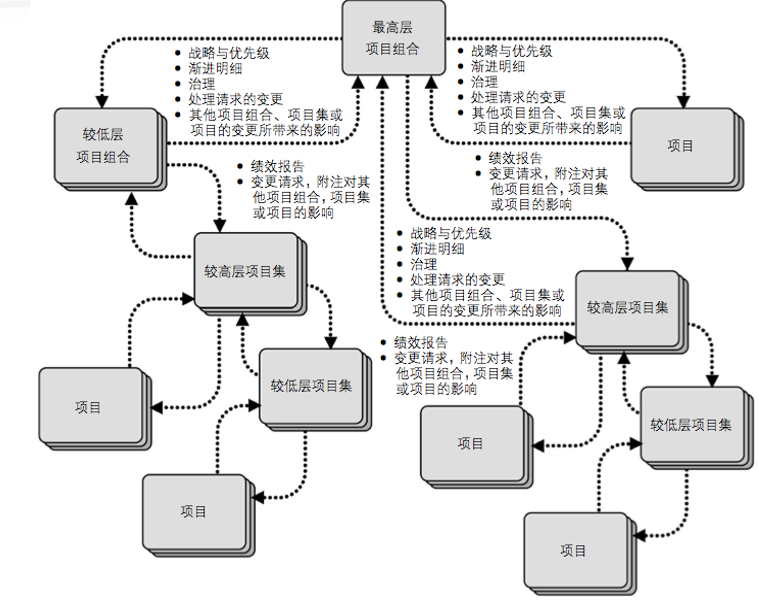 最高层
项目组合
• 战略与优先级
• 渐进明细
• 治理
• 处理请求的变更
• 其他项目组合、项目集或
项目的变更所带来的影响
• 战略与优先级
• 渐进明细
• 治理
• 处理请求的变更
• 其他项目组合、项目集或
项目的变更所带来的影响
较低层
项目组合
项目
• 绩效报告
• 变更请求，附注对其
他项目组合，项目集
或项目的影响
• 绩效报告
• 变更请求，附注对其
他项目组合，项目集
或项目的影响
• 战略与优先级
• 渐进明细
• 治理
• 处理请求的变更
• 其他项目组合、项目集或
项目的变更所带来的影响
较高层项目集
较高层项目集
• 绩效报告
• 变更请求，附注对其
他项目组合，项目集
或项目的影响
较低层项目集
项目
较低层项目集
项目
项目
项目